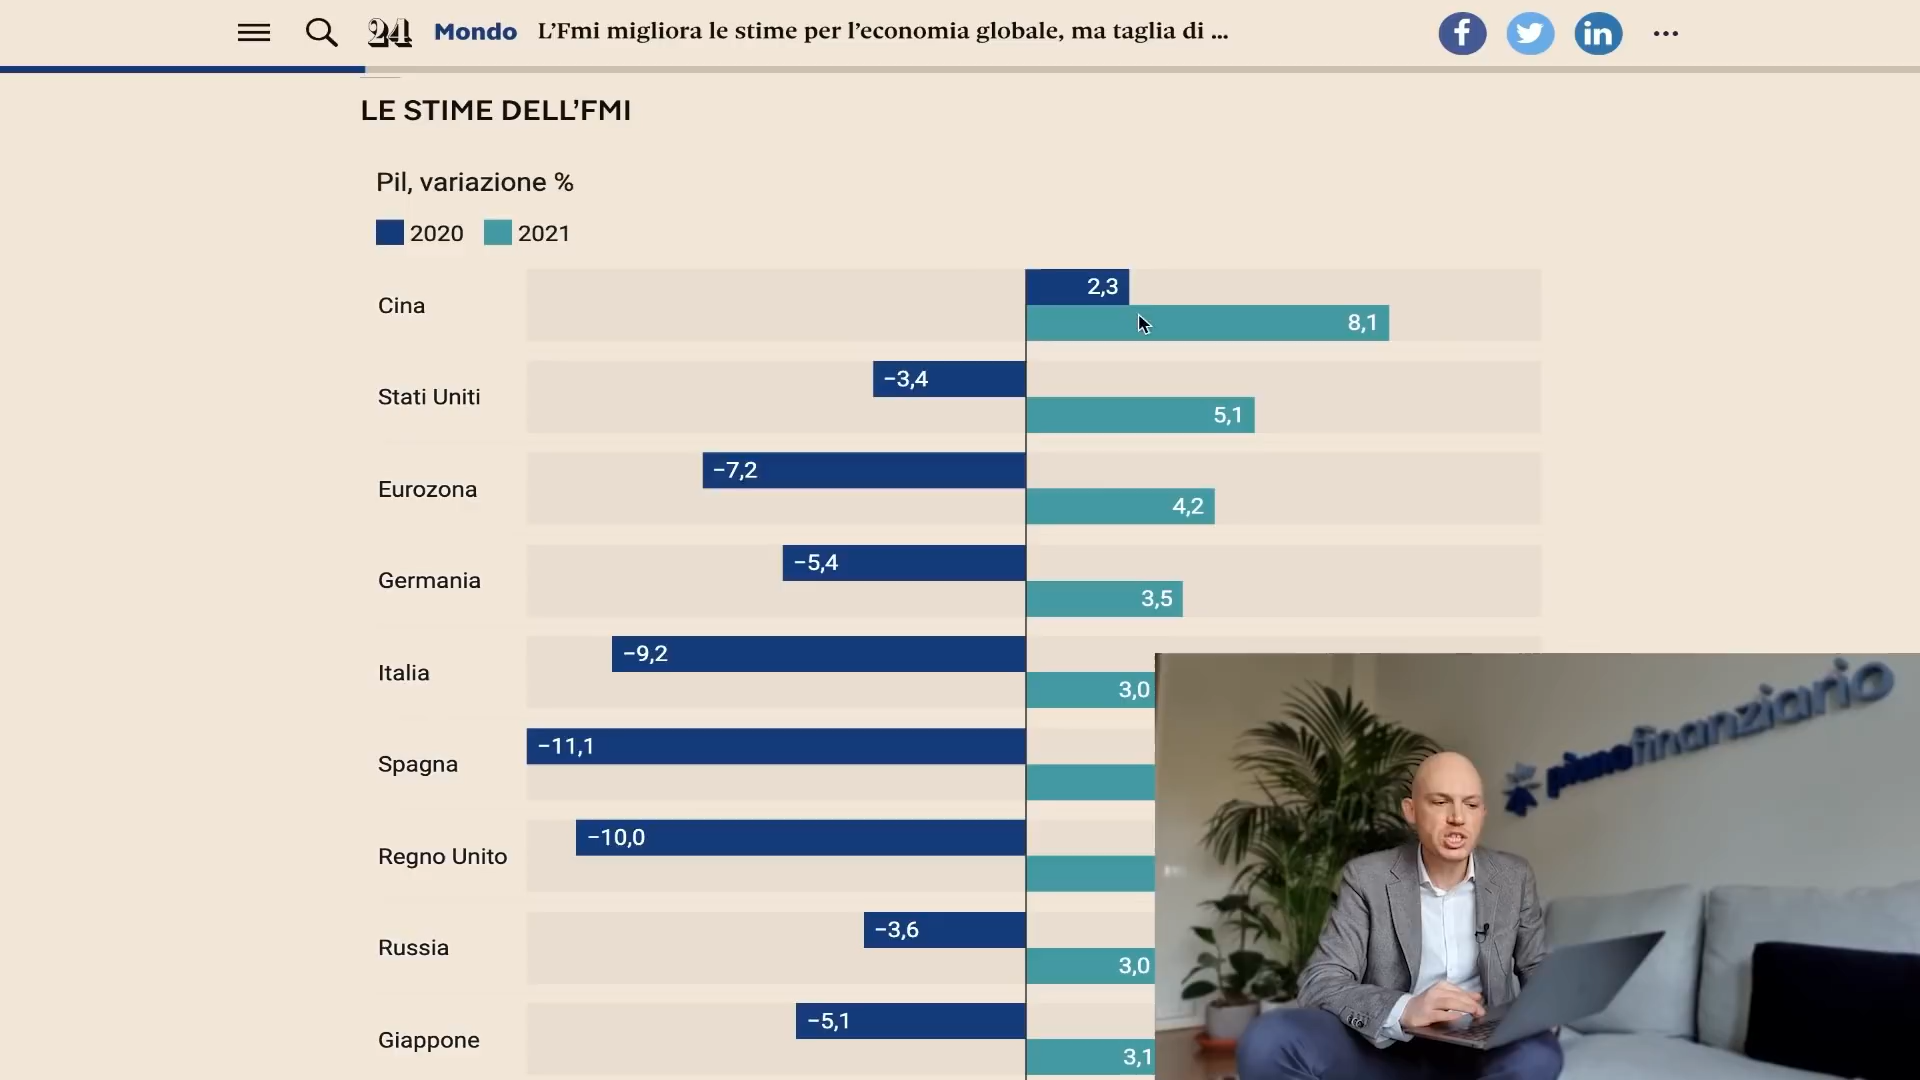 24 Mondo L’Fmi migliora le stime per l’economia globale, ma taglia di ...
LE STIME DELL’FMI
Pil, variazione %
2020 2021
Cina 2,3
8,1
Stati Uniti −3,4
5,1
Eurozona −7,2
4,2
Germania −5,4
3,5
Italia −9,2
3,0
Spagna −11,1
Regno Unito −10,0
Russia −3,6
3,0
Giappone −5,1
3,1
pianofinanziario